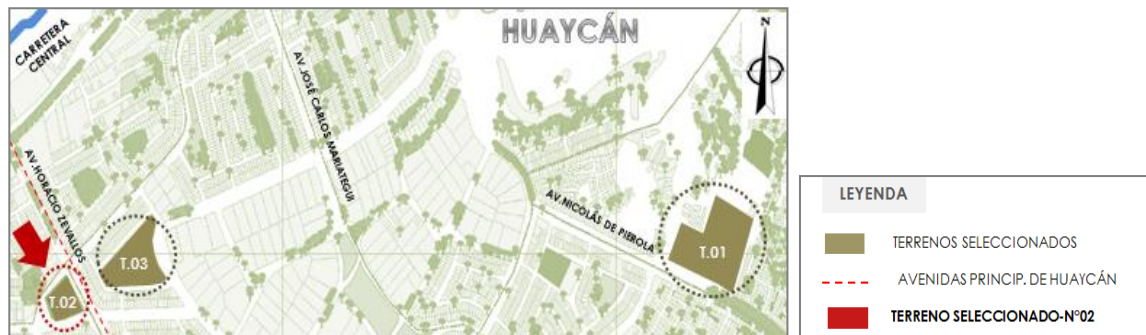 HUAYCÁN
N
CARRETERA
CENTRAL
AV.JOSÉ CARLOS MARIATEGUI
AV.HORACIO ZEVALLOS
AV.NICOLÁS DE PIEROLA
T.01
T.03
T.02
LEYENDA
TERRENOS SELECCIONADOS
AVENIDAS PRINCIP. DE HUAYCÁN
TERRENO SELECCIONADO-N°02